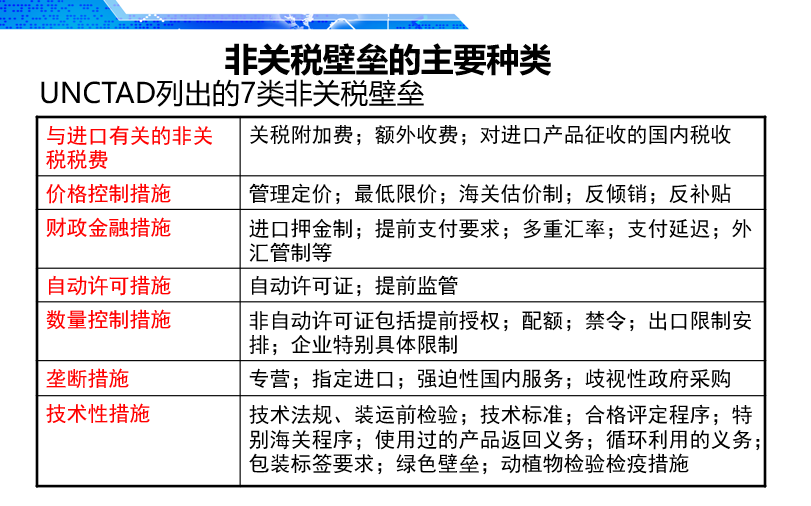 非关税壁垒的主要种类
UNCTAD列出的7类非关税壁垒
与进口有关的非关
税税费
关税附加费；额外收费；对进口产品征收的国内税收
价格控制措施
管理定价；最低限价；海关估价制；反倾销；反补贴
财政金融措施
进口押金制；提前支付要求；多重汇率；支付延迟；外
汇管制等
自动许可措施
自动许可证；提前监管
数量控制措施
非自动许可证包括提前授权；配额；禁令；出口限制安
排；企业特别具体限制
垄断措施
专营；指定进口；强迫性国内服务；歧视性政府采购
技术性措施
技术法规、装运前检验；技术标准；合格评定程序；特
别海关程序；使用过的产品返回义务；循环利用的义务；
包装标签要求；绿色壁垒；动植物检验检疫措施